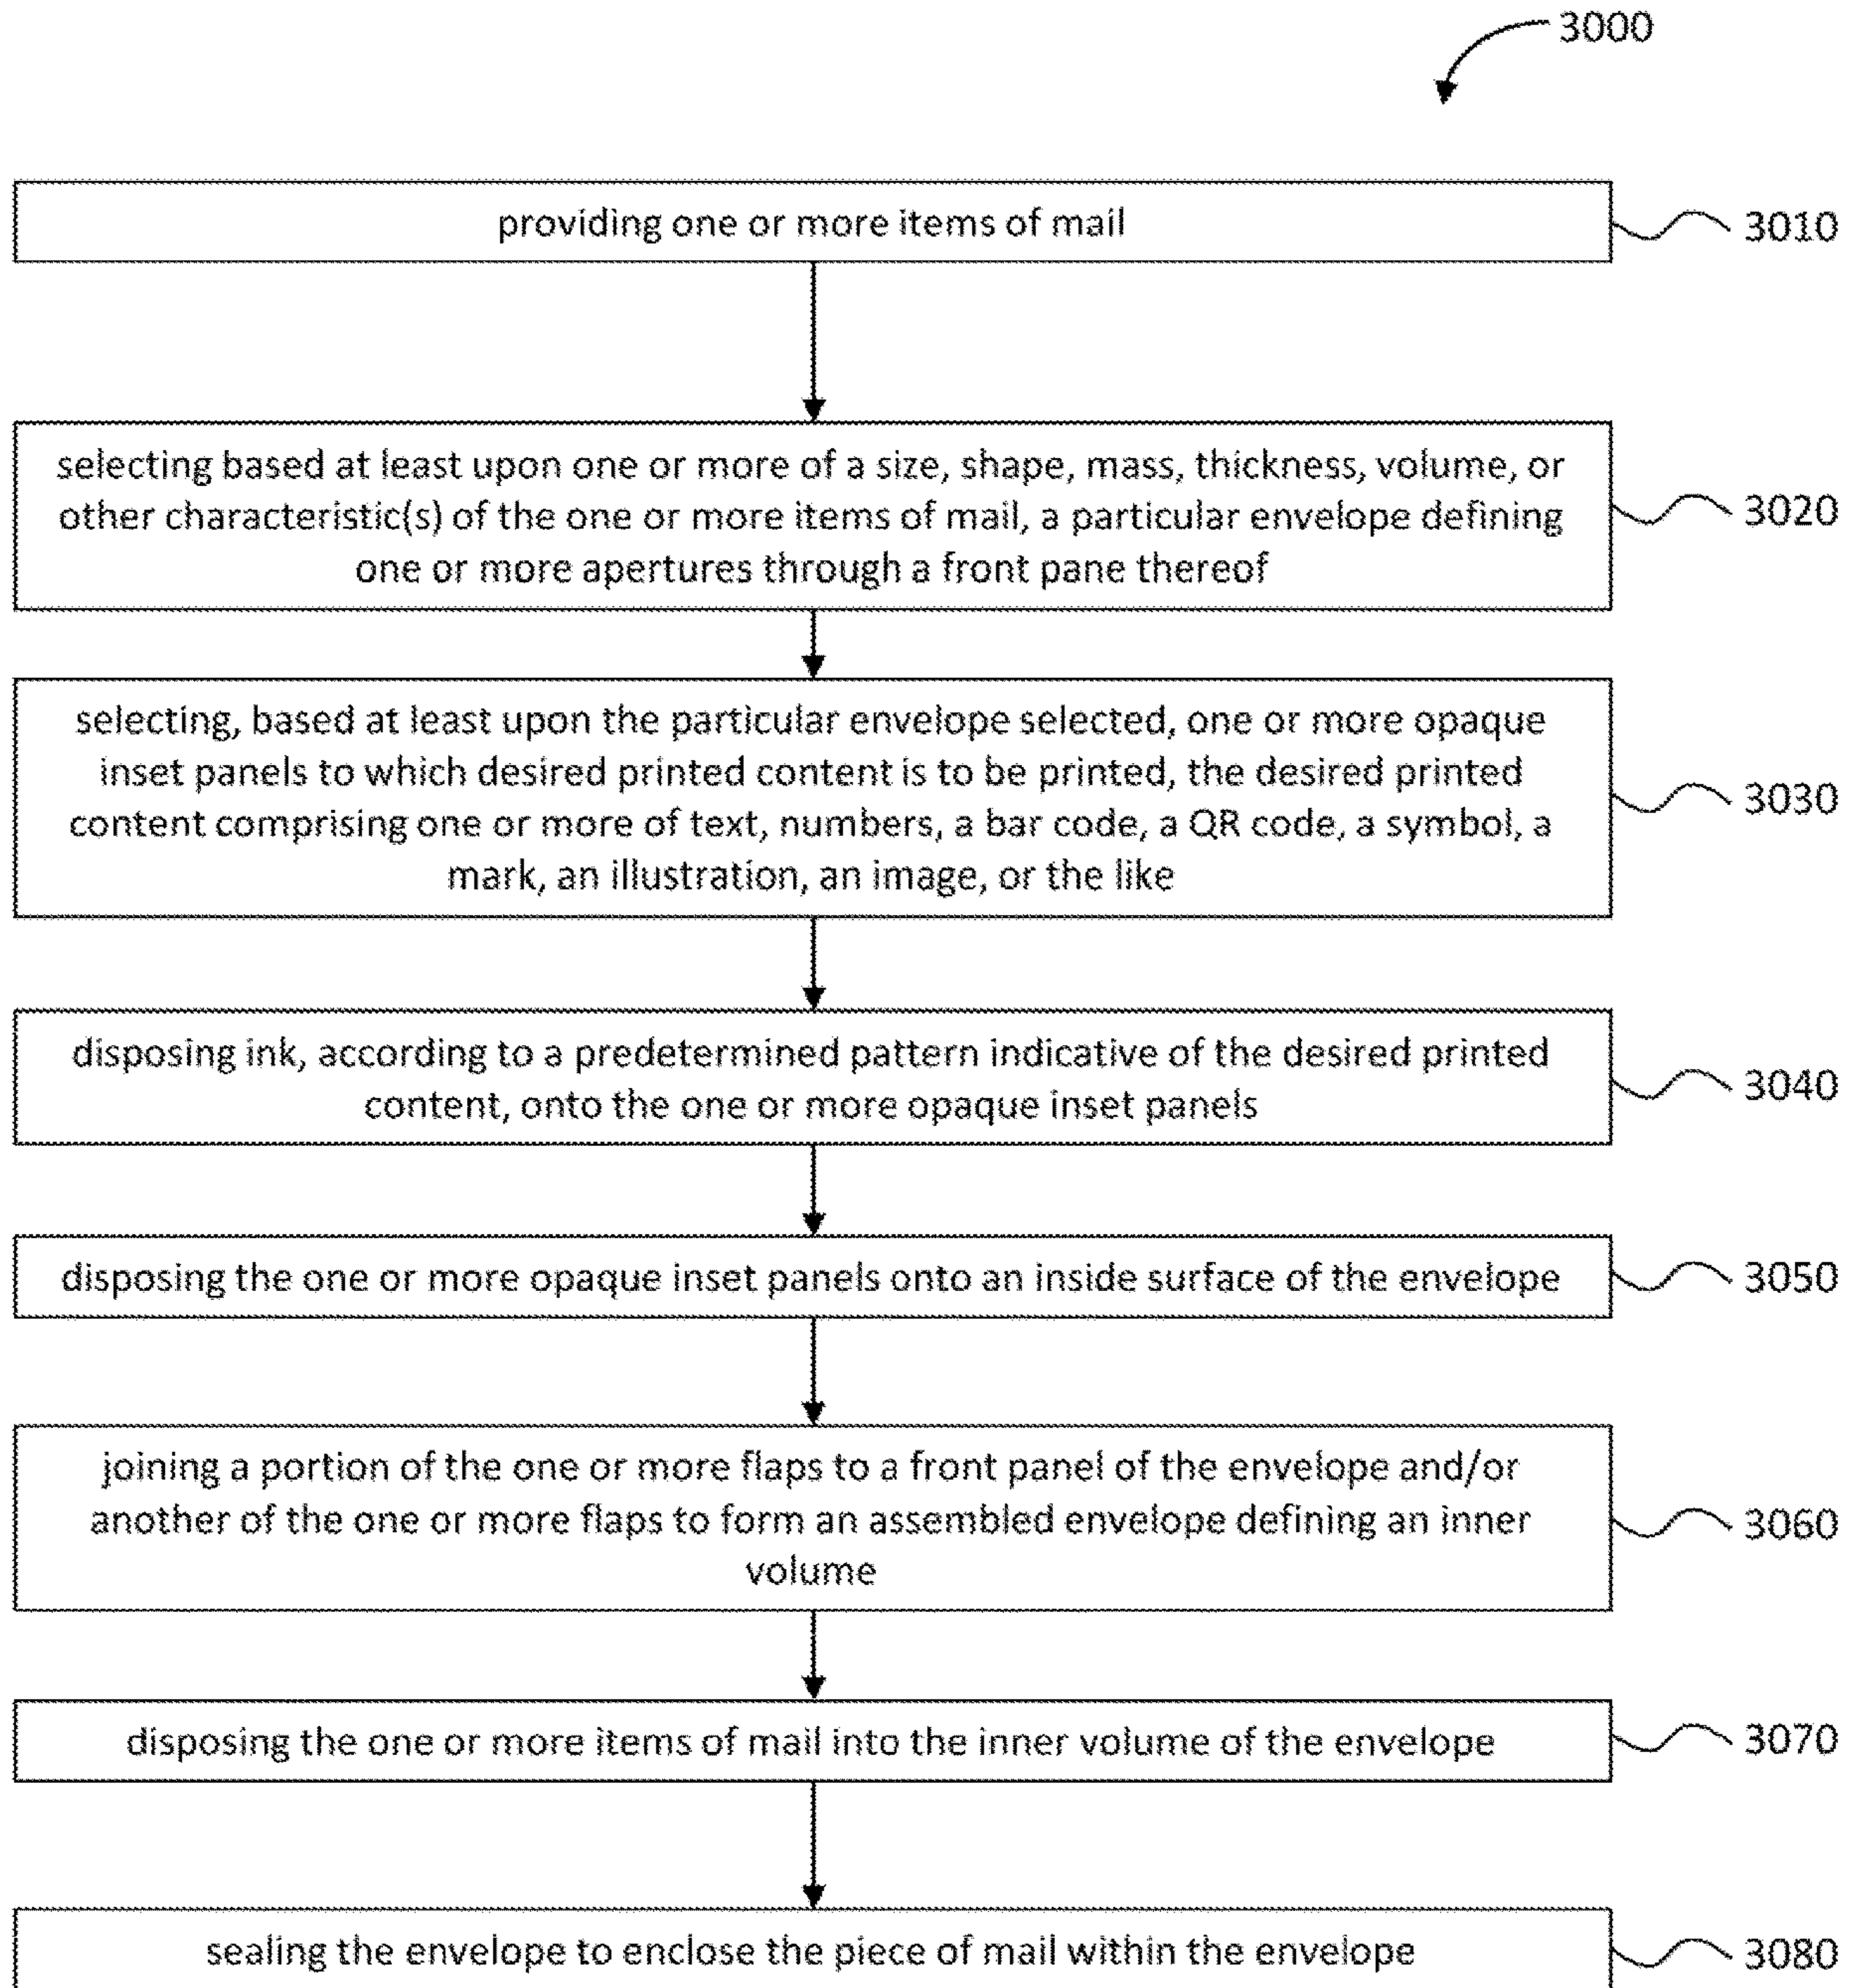 3000
providing one or more items of mail
3010
selecting based at least upon one or more of a size, shape, mass, thickness, volume, or
other characteristic(s) of the one or more items of mail, a particular envelope defining
one or more apertures through a front pane thereof
3020
selecting, based at least upon the particular envelope selected, one or more opaque
inset panels to which desired printed content is to be printed, the desired printed
content comprising one or more of text, numbers, a bar code, a QR code, a symbol, a
mark, an illustration, an image, or the like
3030
disposing ink, according to a predetermined pattern indicative of the desired printed
content, onto the one or more opaque inset panels
3040
disposing the one or more opaque inset panels onto an inside surface of the envelope
3050
joining a portion of the one or more flaps to a front panel of the envelope and/or
another of the one or more flaps to form an assembled envelope defining an inner
volume
3060
disposing the one or more items of mail into the inner volume of the envelope
3070
sealing the envelope to enclose the piece of mail within the envelope
3080